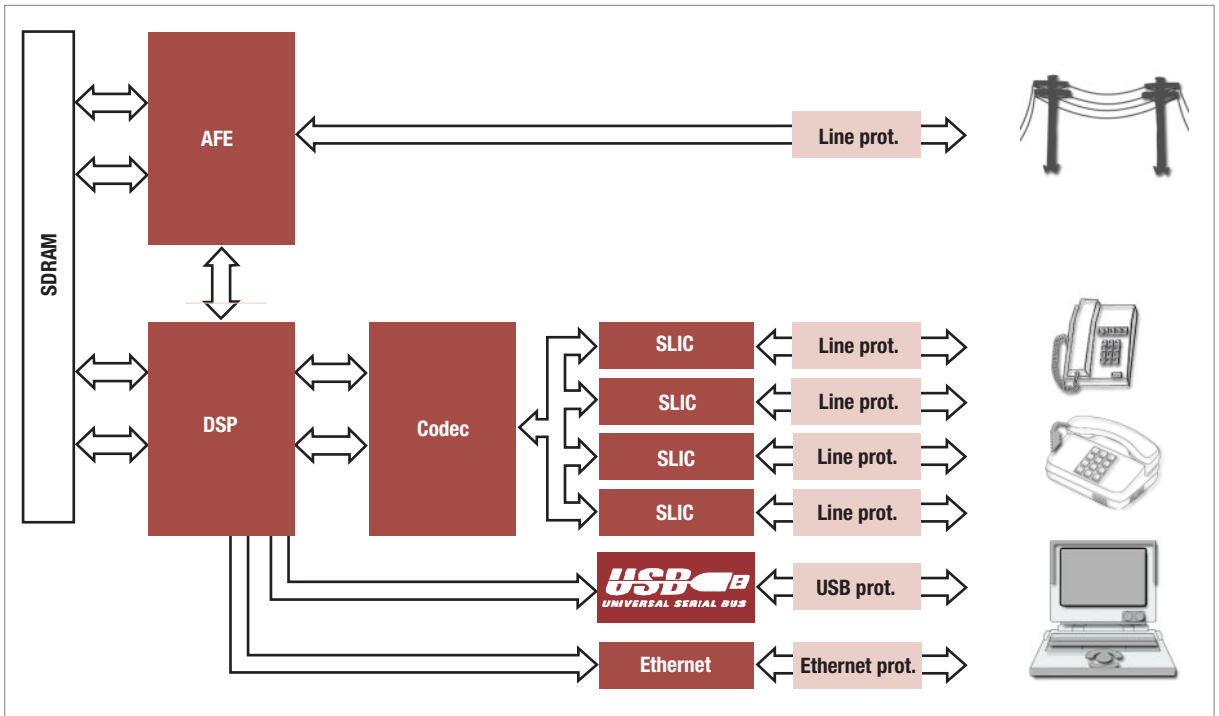 SDRAM
AFE
Line prot.
DSP
Codec
SLIC
Line prot.
SLIC
Line prot.
SLIC
Line prot.
SLIC
Line prot.
USB
UNIVERSAL SERIAL BUS
USB prot.
Ethernet
Ethernet prot.